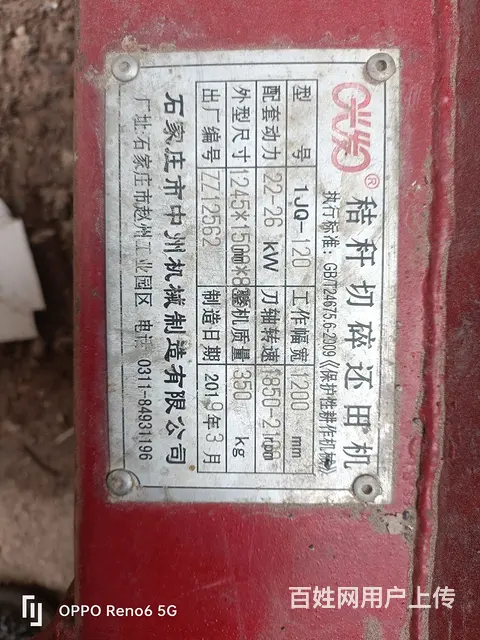 秸秆切碎还田机
执行标准：GB/T24675.6-2009《保护性耕作机械》
型号 1JQ-120 工作幅宽 1200 mm
配套动力 22-26 kW 刀轴转速 1850-2100
外型尺寸 1245×1500 整机质量 350 kg
出厂编号 ZZ12562 制造日期 2019年3月
石家庄市中州机械制造有限公司
厂址：石家庄市赵州工业园区 电话：0311-84931196
OPPO Reno6 5G
百姓网用户上传